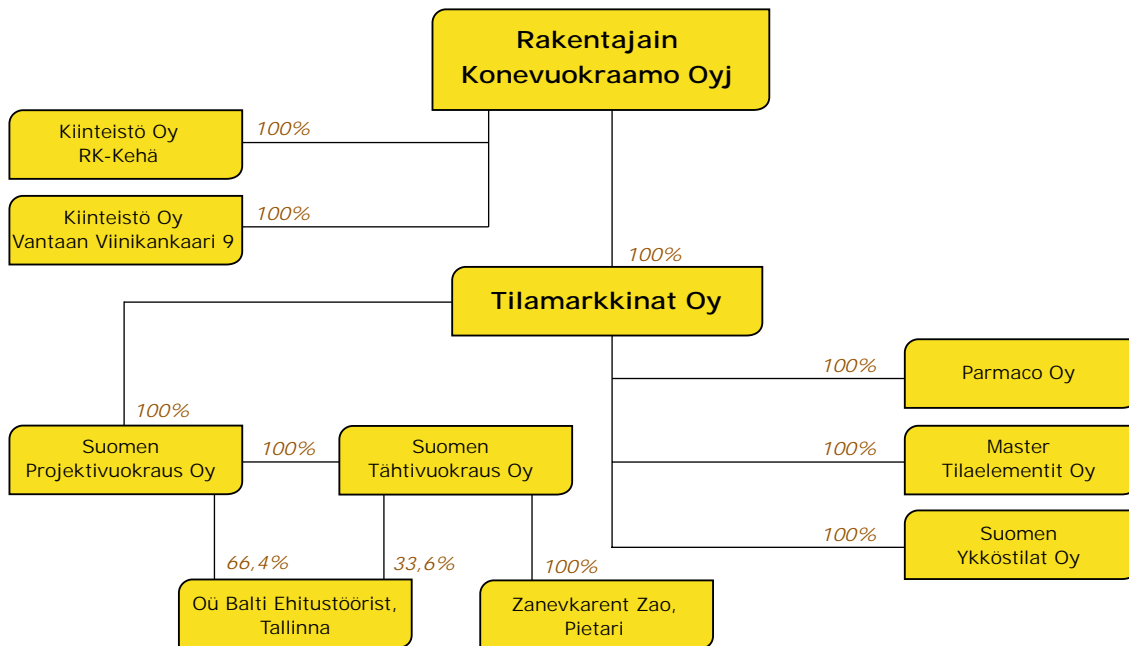 Rakentajain
Konevuokraamo Oyj
Kiinteistö Oy
RK-Kehä
100%
Kiinteistö Oy
Vantaan Viinikankaari 9
100%
100%
Tilamarkkinat Oy
100%
Parmaco Oy
100%
Suomen
Projektivuokraus Oy
100%
Suomen
Tähtivuokraus Oy
100%
Master
Tilaelementit Oy
100%
Suomen
Ykköstilat Oy
66,4%
33,6%
100%
Oü Balti Ehitustöörist,
Tallinna
Zanevkarent Zao,
Pietari